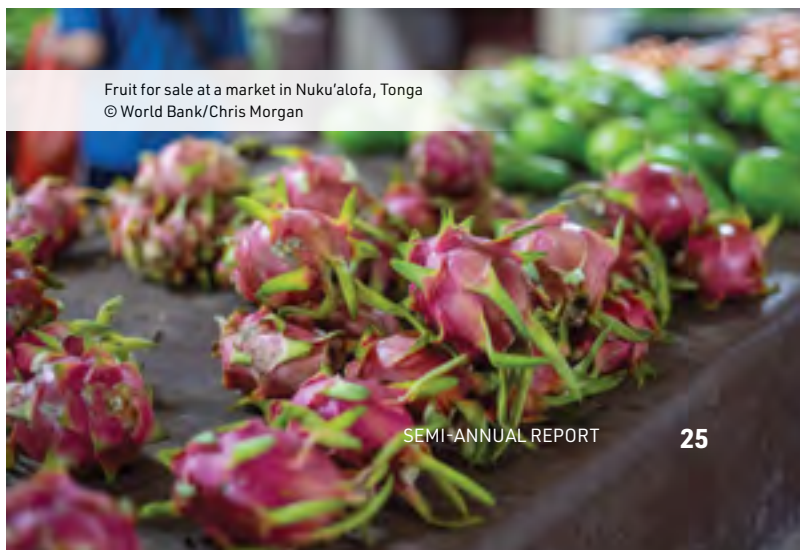 Fruit for sale at a market in Nuku’alofa, Tonga
© World Bank/Chris Morgan
SEMI-ANNUAL REPORT 25